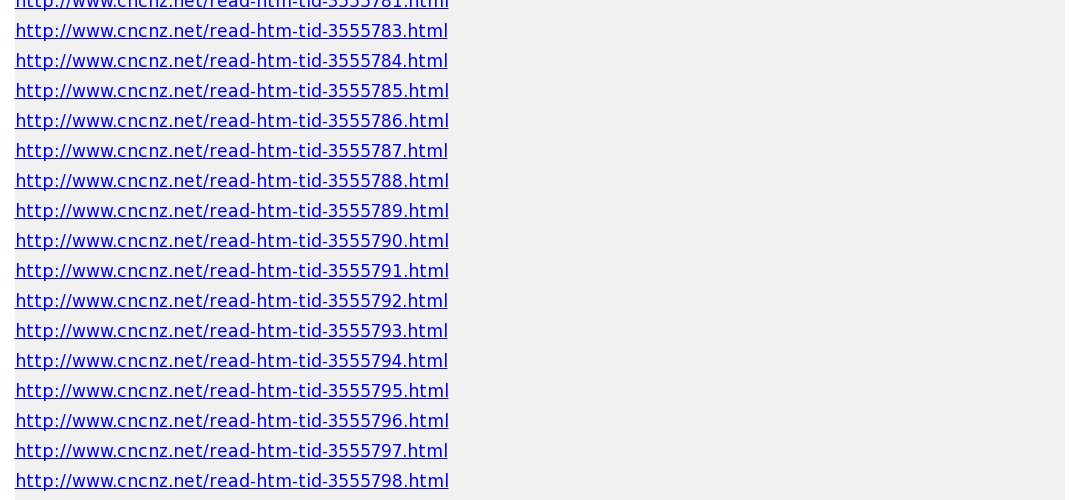 http://www.cncnz.net/read-htm-tid-3555781.html
http://www.cncnz.net/read-htm-tid-3555783.html
http://www.cncnz.net/read-htm-tid-3555784.html
http://www.cncnz.net/read-htm-tid-3555785.html
http://www.cncnz.net/read-htm-tid-3555786.html
http://www.cncnz.net/read-htm-tid-3555787.html
http://www.cncnz.net/read-htm-tid-3555788.html
http://www.cncnz.net/read-htm-tid-3555789.html
http://www.cncnz.net/read-htm-tid-3555790.html
http://www.cncnz.net/read-htm-tid-3555791.html
http://www.cncnz.net/read-htm-tid-3555792.html
http://www.cncnz.net/read-htm-tid-3555793.html
http://www.cncnz.net/read-htm-tid-3555794.html
http://www.cncnz.net/read-htm-tid-3555795.html
http://www.cncnz.net/read-htm-tid-3555796.html
http://www.cncnz.net/read-htm-tid-3555797.html
http://www.cncnz.net/read-htm-tid-3555798.html